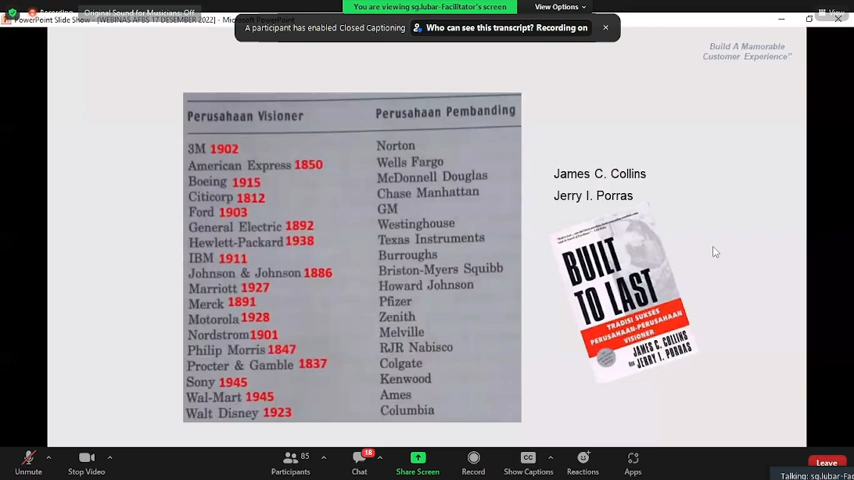 PowerPoint Slide Show - [WEBINAS AFBS 17 DESEMBER 2022] - Microsoft PowerPoint
Recording
Original Sound for Musicians: Off
You are viewing sg.lubar-Facilitator's screen
View Options
View
A participant has enabled Closed Captioning
Who can see this transcript? Recording on
Build A Mamorable
Customer Experience"
Perusahaan Visioner Perusahaan Pembanding
3M 1902 Norton
American Express 1850 Wells Fargo
Boeing 1915 McDonnell Douglas
Citicorp 1812 Chase Manhattan
Ford 1903 GM
General Electric 1892 Westinghouse
Hewlett-Packard 1938 Texas Instruments
IBM 1911 Burroughs
Johnson & Johnson 1886 Briston-Myers Squibb
Marriott 1927 Howard Johnson
Merck 1891 Pfizer
Motorola 1928 Zenith
Nordstrom 1901 Melville
Philip Morris 1847 RJR Nabisco
Procter & Gamble 1837 Colgate
Sony 1945 Kenwood
Wal-Mart 1945 Ames
Walt Disney 1923 Columbia
James C. Collins
Jerry I. Porras
BUILT
TO LAST
TRADISI SUKSES
PERUSAHAAN-PERUSAHAAN
VISIONER
JAMES C. COLLINS
JERRY I. PORRAS
Unmute
Stop Video
85
Participants
18
Chat
Share Screen
Record
CC
Show Captions
Reactions
Apps
Leave
Talking: sg.lubar-Fa